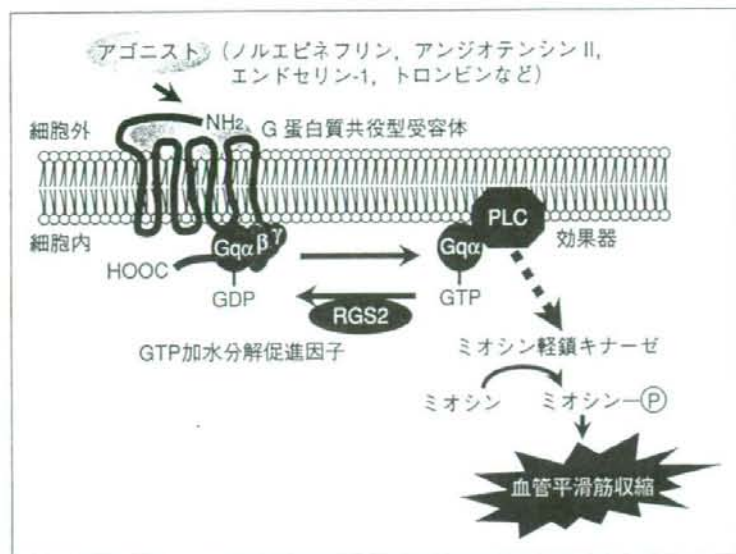 アゴニスト (ノルエピネフリン, アンジオテンシン II,
エンドセリン-1, トロンビンなど)
細胞外
NH2
G 蛋白質共役型受容体
細胞内
HOOC
Gqα β γ
GDP
Gqα
PLC
GTP
効果器
RGS2
GTP加水分解促進因子
ミオシン軽鎖キナーゼ
ミオシン
ミオシン—Ⓟ
血管平滑筋収縮